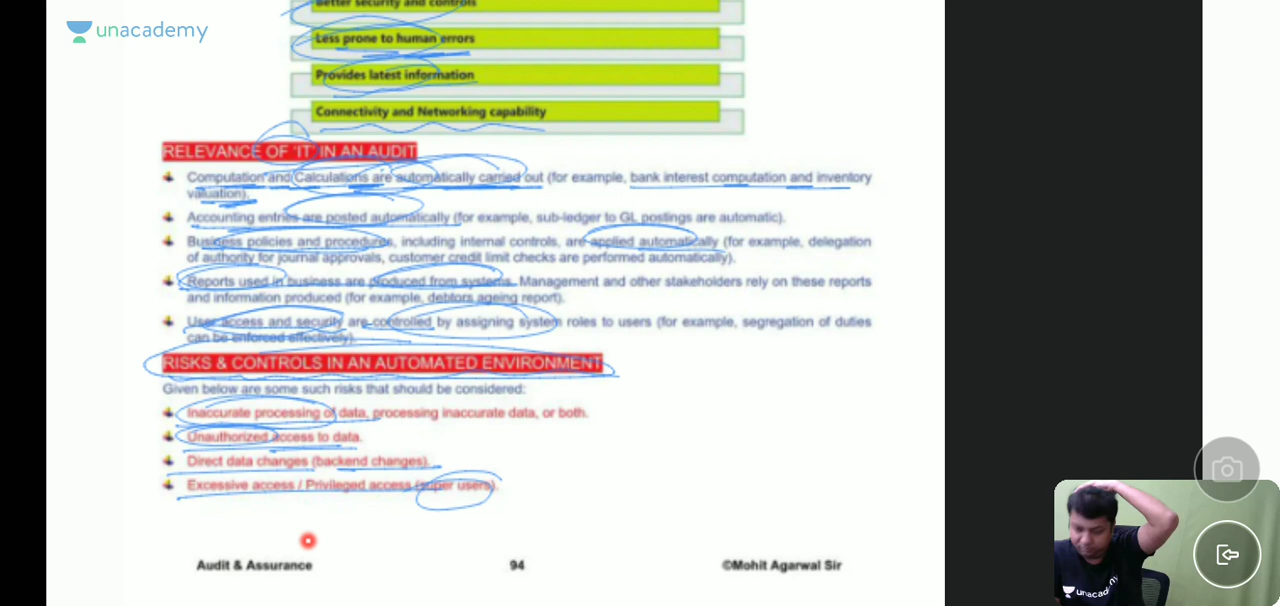 Better security and controls
unacademy
Less prone to human errors
Provides latest information
Connectivity and Networking capability
RELEVANCE OF 'IT' IN AN AUDIT
Computation and Calculations are automatically carried out (for example, bank interest computation and inventory
valuation).
Accounting entries are posted automatically (for example, sub-ledger to GL postings are automatic).
Business policies and procedures, including internal controls, are applied automatically (for example, delegation
of authority for journal approvals, customer credit limit checks are performed automatically).
Reports used in business are produced from systems. Management and other stakeholders rely on these reports
and information produced (for example, debtors ageing report).
User access and security are controlled by assigning system roles to users (for example, segregation of duties
can be enforced effectively).
RISKS & CONTROLS IN AN AUTOMATED ENVIRONMENT
Given below are some such risks that should be considered:
Inaccurate processing of data, processing inaccurate data, or both.
Unauthorized access to data.
Direct data changes (backend changes).
Excessive access / Privileged access (super users).
Audit & Assurance 94 ©Mohit Agarwal Sir
unacademy